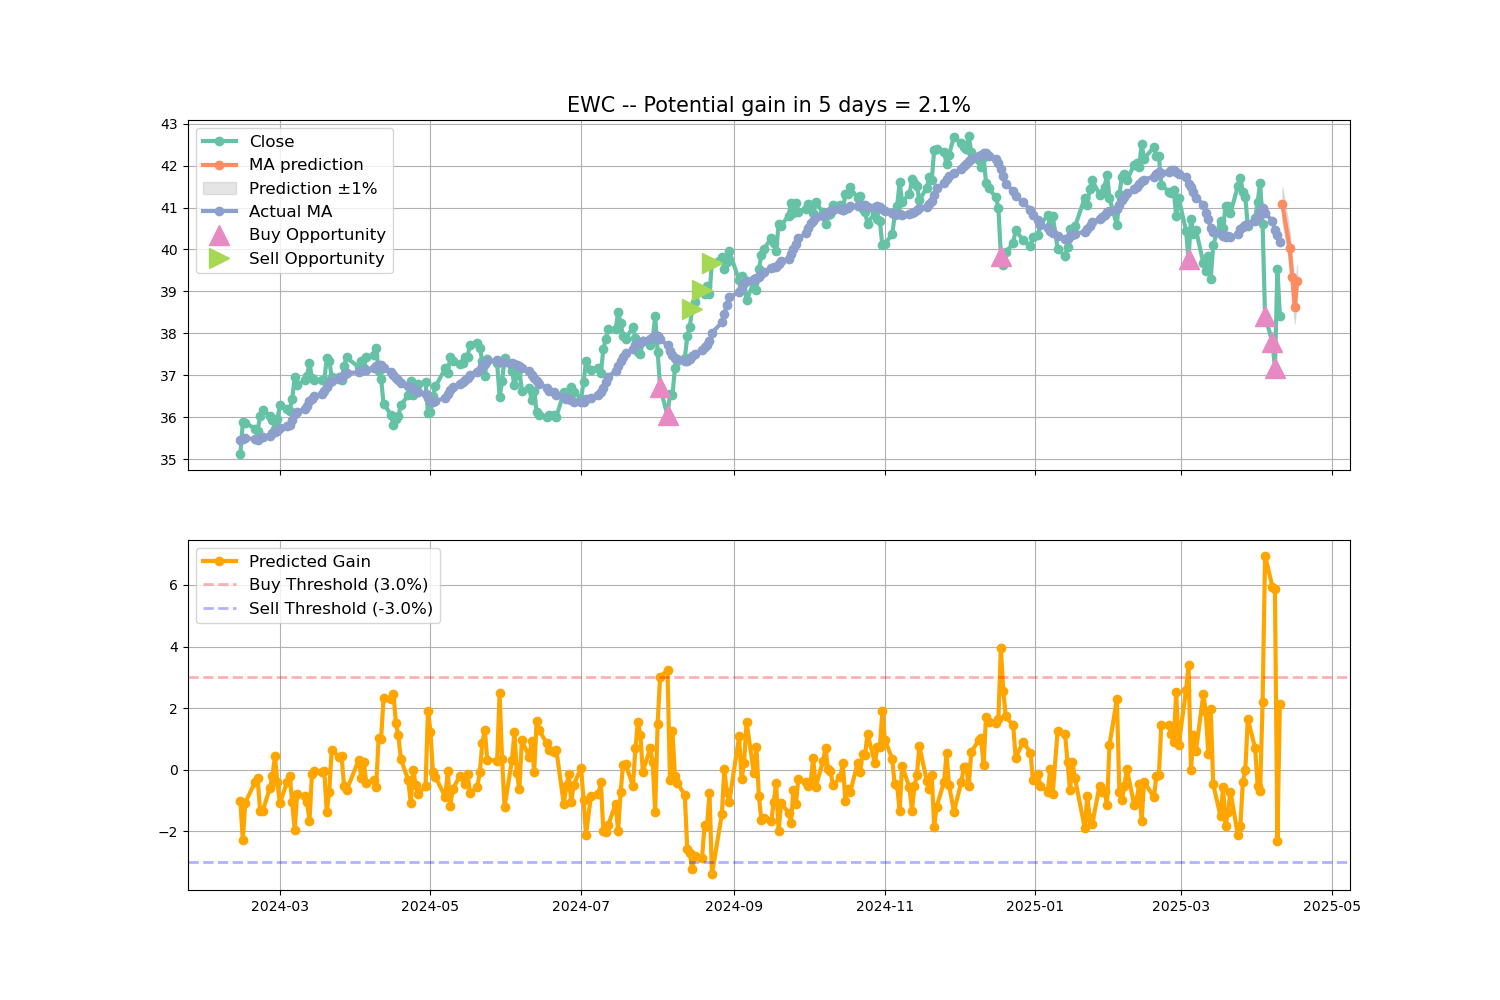 EWC -- Potential gain in 5 days = 2.1%
43
42
41
40
39
38
37
36
35
Close
MA prediction
Prediction ±1%
Actual MA
Buy Opportunity
Sell Opportunity
6
4
2
0
−2
Predicted Gain
Buy Threshold (3.0%)
Sell Threshold (-3.0%)
2024-03
2024-05
2024-07
2024-09
2024-11
2025-01
2025-03
2025-05